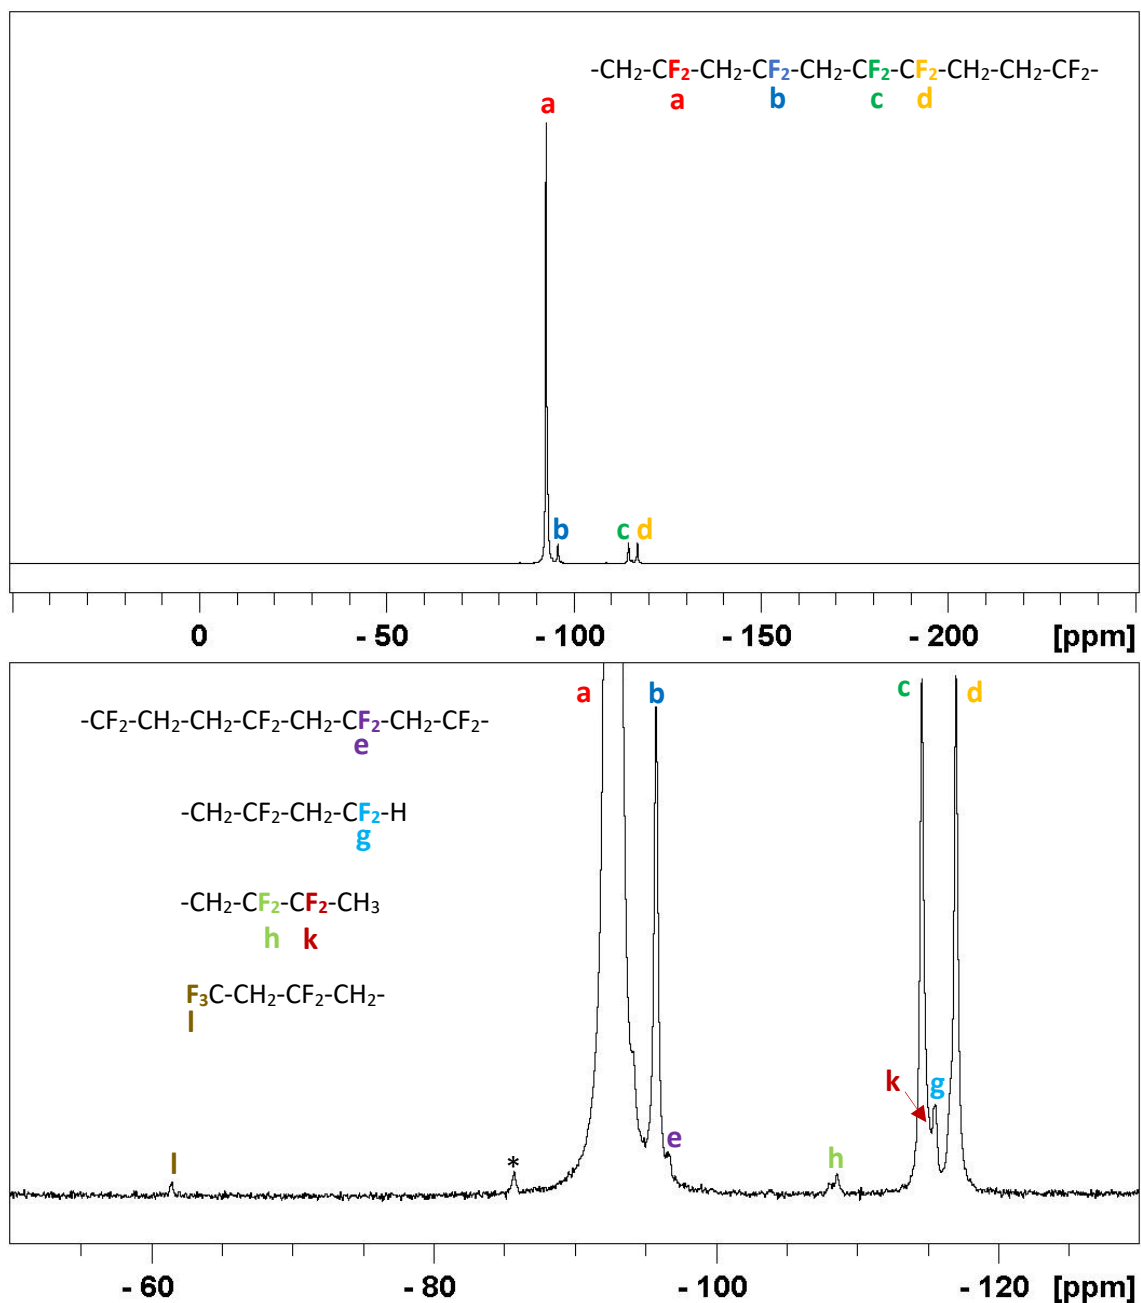 -CH₂-CF₂-CH₂-CF₂-CH₂-CF₂-CF₂-CH₂-CH₂-CF₂-
a b c d
a
b c d
0 - 50 - 100 - 150 - 200 [ppm]
a b c d
-CF₂-CH₂-CH₂-CF₂-CH₂-CF₂-CH₂-CF₂-
e
-CH₂-CF₂-CH₂-CF₂-H
g
-CH₂-CF₂-CF₂-CH₃
h k
F₃C-CH₂-CF₂-CH₂-
l
k g
e
l * h
- 60 - 80 - 100 - 120 [ppm]